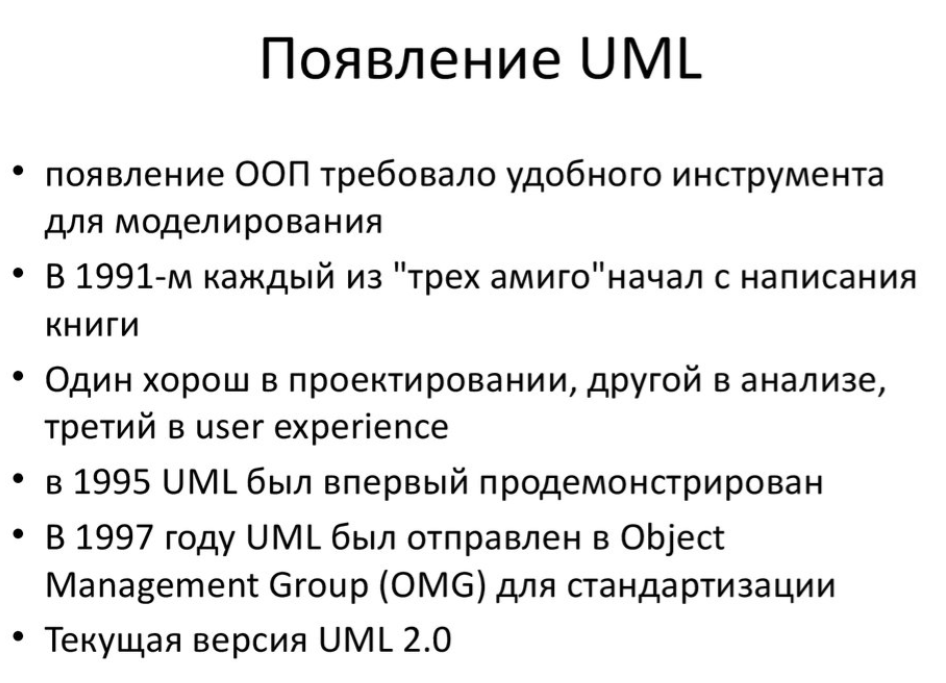 Появление UML
• появление ООП требовало удобного инструмента
для моделирования
• В 1991-м каждый из "трех амиго"начал с написания
книги
• Один хорош в проектировании, другой в анализе,
третий в user experience
• в 1995 UML был впервый продемонстрирован
• В 1997 году UML был отправлен в Object
Management Group (OMG) для стандартизации
• Текущая версия UML 2.0